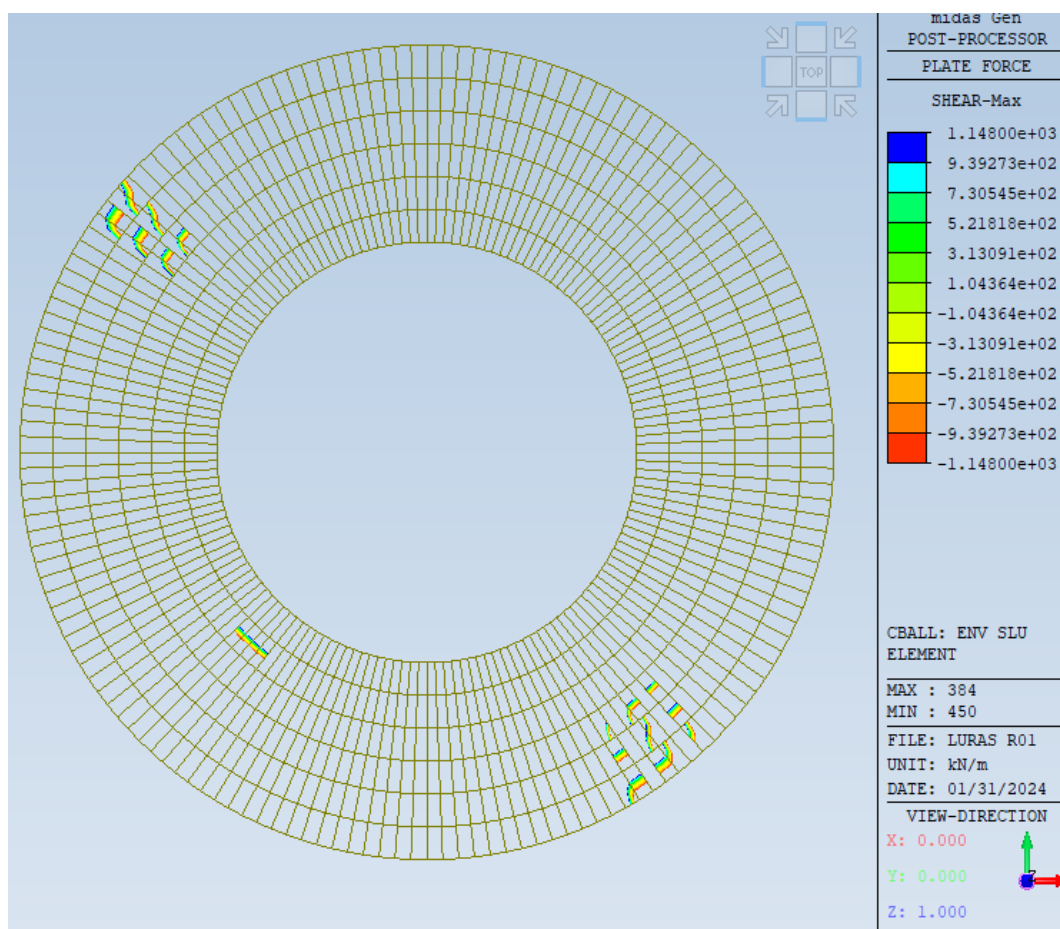 TOP
midas Gen
POST-PROCESSOR
PLATE FORCE
SHEAR-Max
1.14800e+03
9.39273e+02
7.30545e+02
5.21818e+02
3.13091e+02
1.04364e+02
-1.04364e+02
-3.13091e+02
-5.21818e+02
-7.30545e+02
-9.39273e+02
-1.14800e+03
CBALL: ENV SLU
ELEMENT
MAX : 384
MIN : 450
FILE: LURAS R01
UNIT: kN/m
DATE: 01/31/2024
VIEW-DIRECTION
X: 0.000
Y: 0.000
Z: 1.000